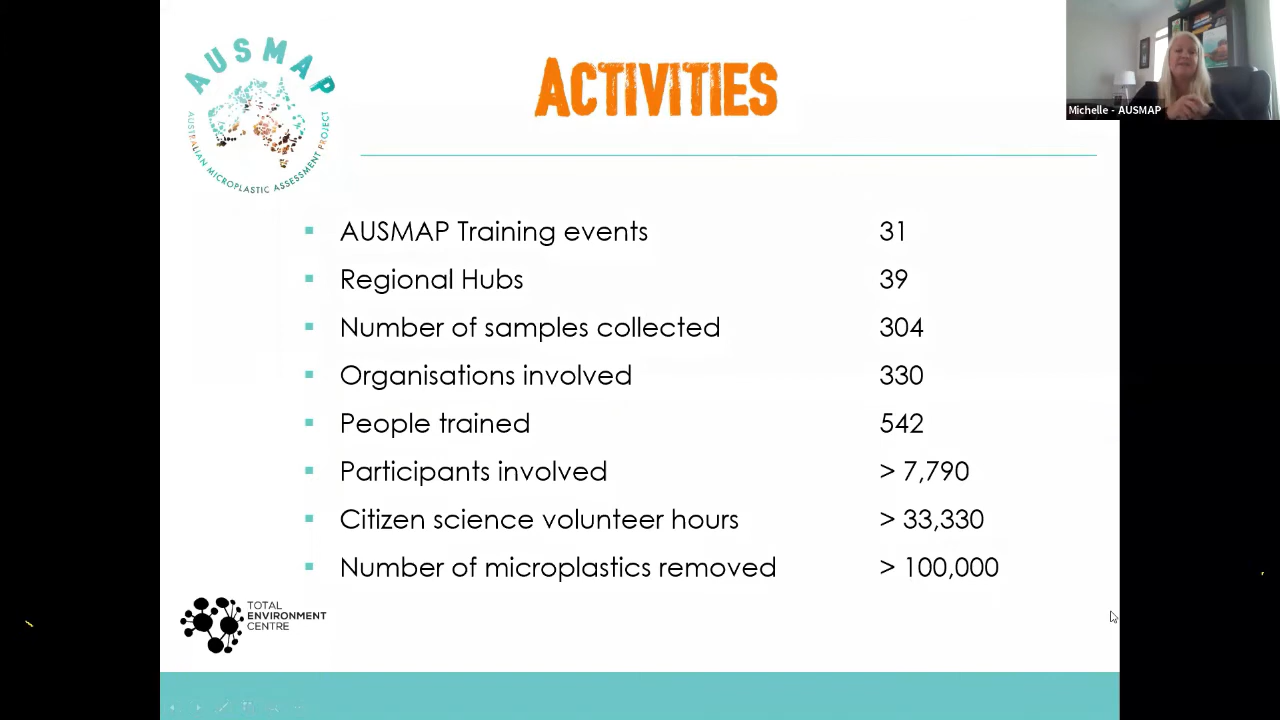 AUSMAP
AUSTRALIAN MICROPLASTIC ASSESSMENT PROJECT
ACTIVITIES
Michelle - AUSMAP
▪ AUSMAP Training events 31
▪ Regional Hubs 39
▪ Number of samples collected 304
▪ Organisations involved 330
▪ People trained 542
▪ Participants involved > 7,790
▪ Citizen science volunteer hours > 33,330
▪ Number of microplastics removed > 100,000
TOTAL
ENVIRONMENT
CENTRE